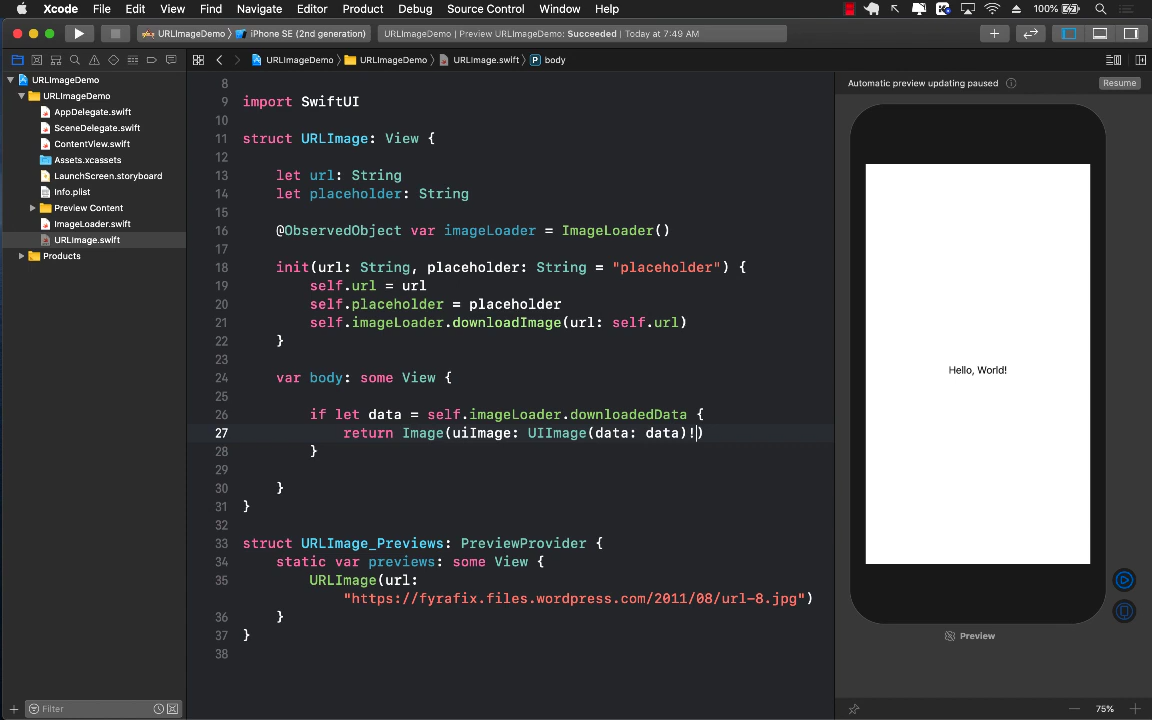 Xcode File Edit View Find Navigate Editor Product Debug Source Control Window Help 100%
URLImageDemo iPhone SE (2nd generation) URLImageDemo | Preview URLImageDemo: Succeeded | Today at 7:49 AM
URLImageDemo URLImageDemo URLImage.swift P body
URLImageDemo
URLImageDemo
AppDelegate.swift
SceneDelegate.swift
ContentView.swift
Assets.xcassets
LaunchScreen.storyboard
Info.plist
Preview Content
ImageLoader.swift
URLImage.swift
Products
Filter
8
9 import SwiftUI
10
11 struct URLImage: View {
12
13 let url: String
14 let placeholder: String
15
16 @ObservedObject var imageLoader = ImageLoader()
17
18 init(url: String, placeholder: String = "placeholder") {
19 self.url = url
20 self.placeholder = placeholder
21 self.imageLoader.downloadImage(url: self.url)
22 }
23
24 var body: some View {
25
26 if let data = self.imageLoader.downloadedData {
27 return Image(uiImage: UIImage(data: data)!)
28 }
29
30 }
31 }
32
33 struct URLImage_Previews: PreviewProvider {
34 static var previews: some View {
35 URLImage(url:
"https://fyrafix.files.wordpress.com/2011/08/url-8.jpg")
36 }
37 }
38
Automatic preview updating paused Resume
Hello, World!
Preview
75%